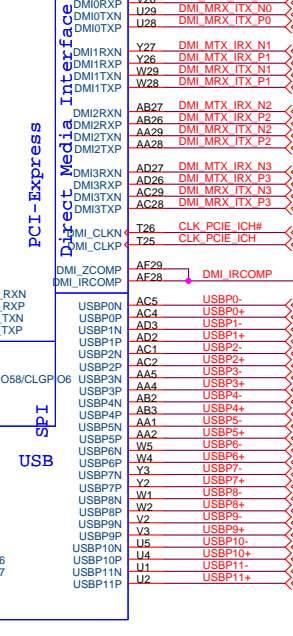 DMI0RXP U29 DMI_MRX_ITX_N0
DMI0TXN U28 DMI_MRX_ITX_P0
DMI0TXP
DMI1RXN Y27 DMI_MTX_IRX_N1
DMI1RXP Y26 DMI_MTX_IRX_P1
DMI1TXN W29 DMI_MRX_ITX_N1
DMI1TXP W28 DMI_MRX_ITX_P1
DMI2RXN AB27 DMI_MTX_IRX_N2
DMI2RXP AB26 DMI_MTX_IRX_P2
DMI2TXN AA29 DMI_MRX_ITX_N2
DMI2TXP AA28 DMI_MRX_ITX_P2
DMI3RXN AD27 DMI_MTX_IRX_N3
DMI3RXP AD26 DMI_MTX_IRX_P3
DMI3TXN AC29 DMI_MRX_ITX_N3
DMI3TXP AC28 DMI_MRX_ITX_P3
DMI_CLKN T26 CLK_PCIE_ICH#
DMI_CLKP T25 CLK_PCIE_ICH
DMI_ZCOMP AF29
DMI_IRCOMP AF28 DMI_IRCOMP
PCI-Express
Direct Media Interface
_RXN
_RXP
_TXN
_TXP
O58/CLGPIO6
SPI
USB
6
7
USBP0N AC5 USBP0-
USBP0P AC4 USBP0+
USBP1N AD3 USBP1-
USBP1P AD2 USBP1+
USBP2N AC1 USBP2-
USBP2P AC2 USBP2+
USBP3N AA5 USBP3-
USBP3P AA4 USBP3+
USBP4N AB2 USBP4-
USBP4P AB3 USBP4+
USBP5N AA1 USBP5-
USBP5P AA2 USBP5+
USBP6N W5 USBP6-
USBP6P W4 USBP6+
USBP7N Y3 USBP7-
USBP7P Y2 USBP7+
USBP8N W1 USBP8-
USBP8P W2 USBP8+
USBP9N V2 USBP9-
USBP9P V3 USBP9+
USBP10N U5 USBP10-
USBP10P U4 USBP10+
USBP11N U1 USBP11-
USBP11P U2 USBP11+